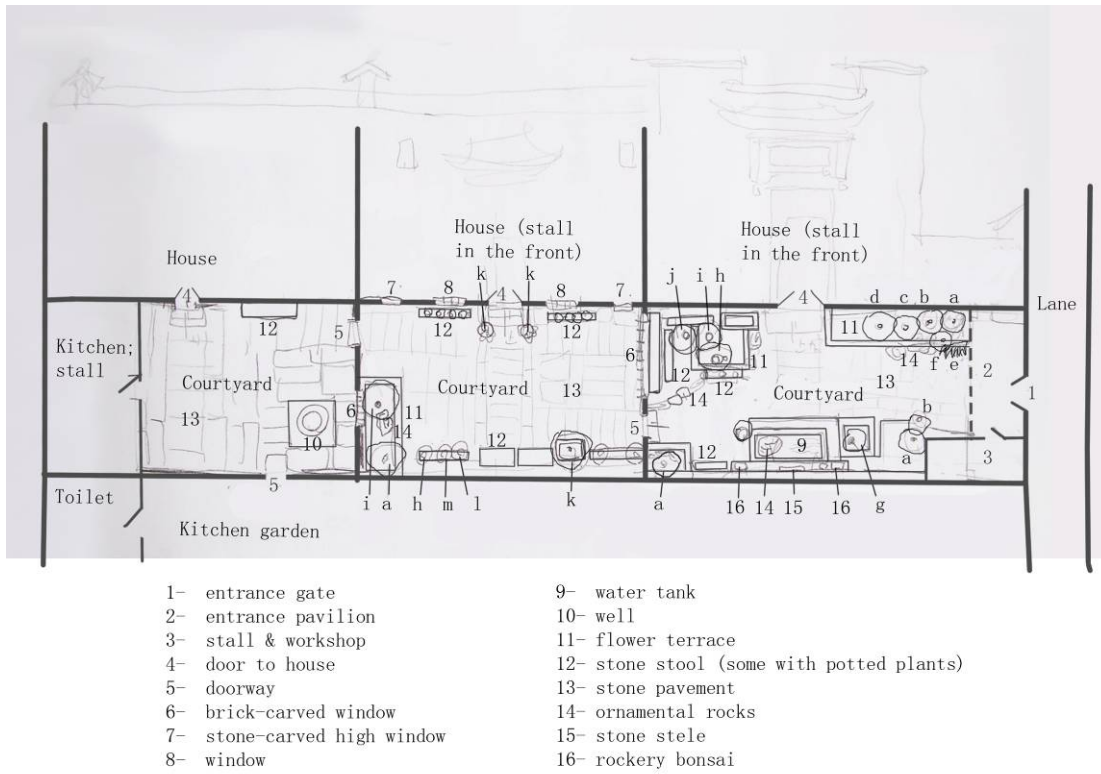 House (stall
in the front)
House (stall
in the front)
House
k
k
j
i
h
d
c
b
a
4
7
8
4
8
7
4
Lane
12
5
12
12
6
11
11
14
f
e
2
Kitchen;
stall
Courtyard
Courtyard
13
12
12
14
13
Courtyard
1
13
6
11
14
10
5
b
a
9
12
12
3
5
Toilet
Kitchen garden
i
a
h
m
l
k
a
16
14
15
16
g
1- entrance gate
2- entrance pavilion
3- stall & workshop
4- door to house
5- doorway
6- brick-carved window
7- stone-carved high window
8- window
9- water tank
10- well
11- flower terrace
12- stone stool (some with potted plants)
13- stone pavement
14- ornamental rocks
15- stone stele
16- rockery bonsai